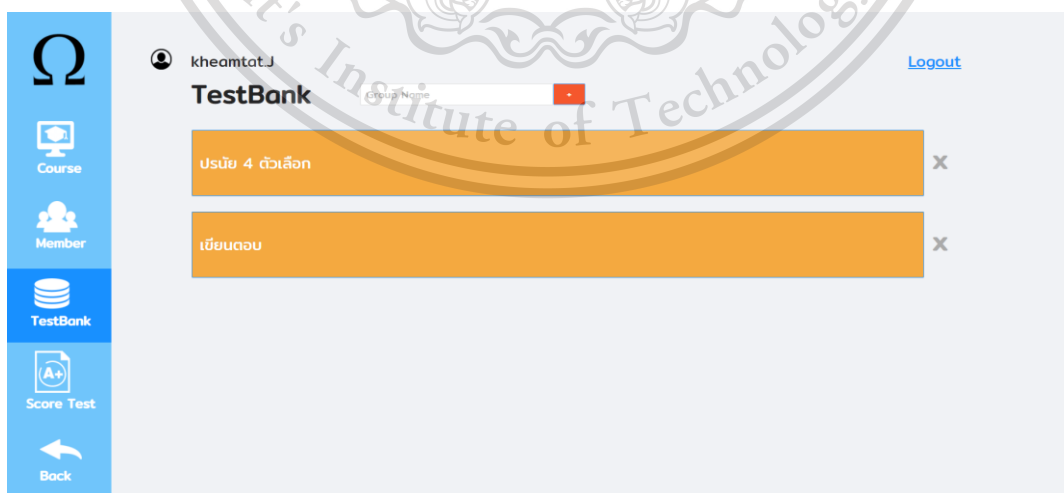 Ω
kheamtat.J
Logout
TestBank
Group Name
+
't's Institute of Technology
Course
ปรนัย 4 ตัวเลือก
X
Member
เขียนตอบ
X
TestBank
A+
Score Test
Back